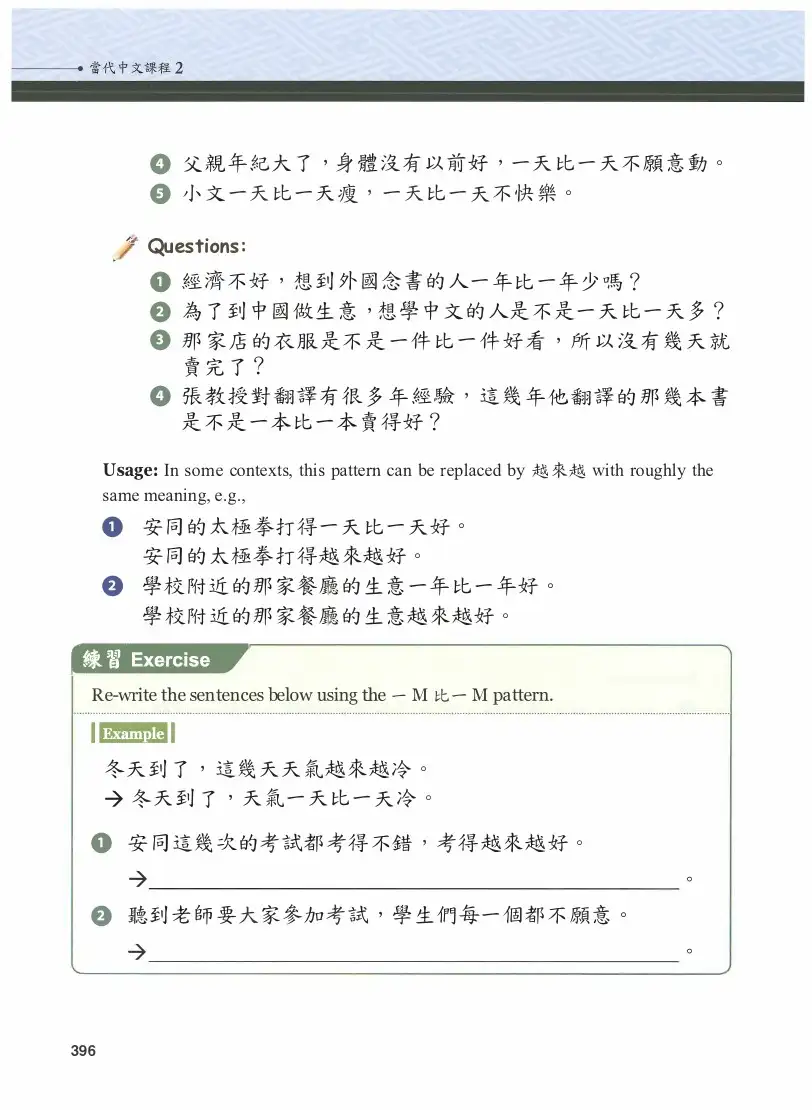 當代中文課程 2
4 父親年紀大了，身體沒有以前好，一天比一天不願意動。
5 小文一天比一天瘦，一天比一天不快樂。
Questions:
1 經濟不好，想到外國念書的人一年比一年少嗎？
2 為了到中國做生意，想學中文的人是不是一天比一天多？
3 那家店的衣服是不是一件比一件好看，所以沒有幾天就
賣完了？
4 張教授對翻譯有很多年經驗，這幾年他翻譯的那幾本書
是不是一本比一本賣得好？
Usage: In some contexts, this pattern can be replaced by 越來越 with roughly the
same meaning, e.g.,
1 安同的太極拳打得一天比一天好。
安同的太極拳打得越來越好。
2 學校附近的那家餐廳的生意一年比一年好。
學校附近的那家餐廳的生意越來越好。
練習 Exercise
Re-write the sentences below using the 一 M 比一 M pattern.
Example
冬天到了，這幾天天氣越來越冷。
→ 冬天到了，天氣一天比一天冷。
1 安同這幾次的考試都考得不錯，考得越來越好。
→ 。
2 聽到老師要大家參加考試，學生們每一個都不願意。
→ 。
396